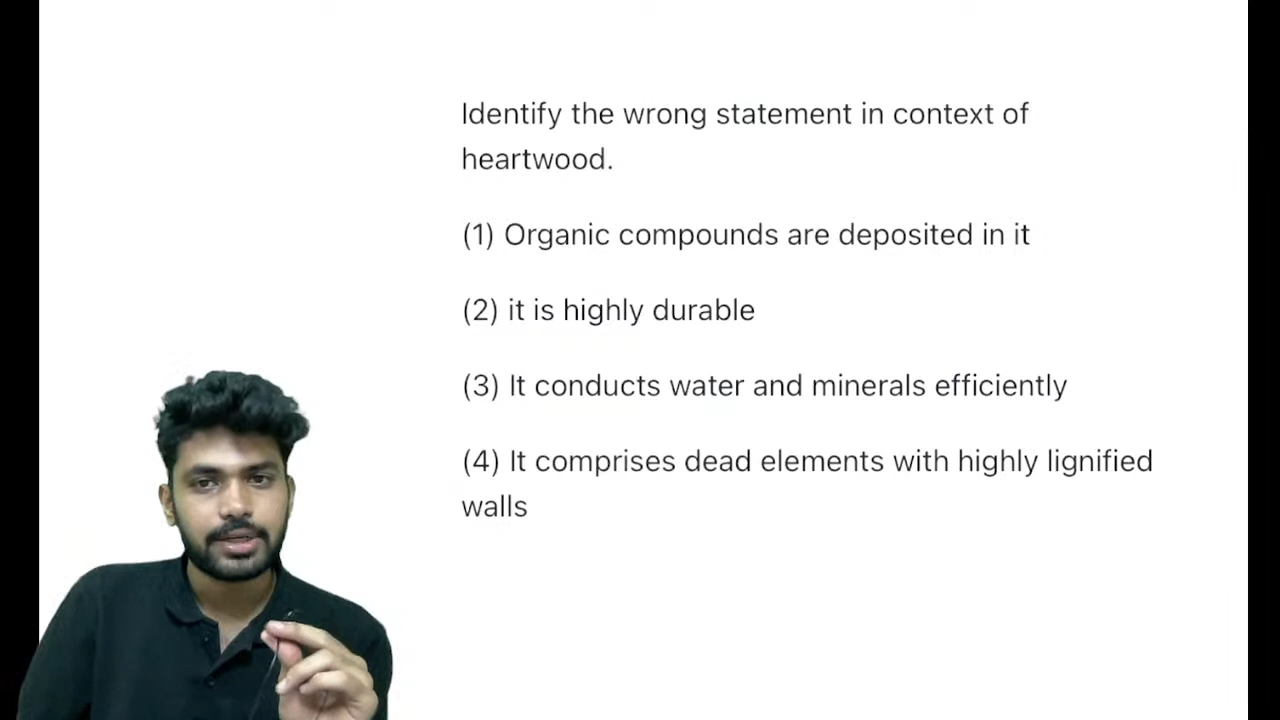 Identify the wrong statement in context of
heartwood.
(1) Organic compounds are deposited in it
(2) it is highly durable
(3) It conducts water and minerals efficiently
(4) It comprises dead elements with highly lignified
walls